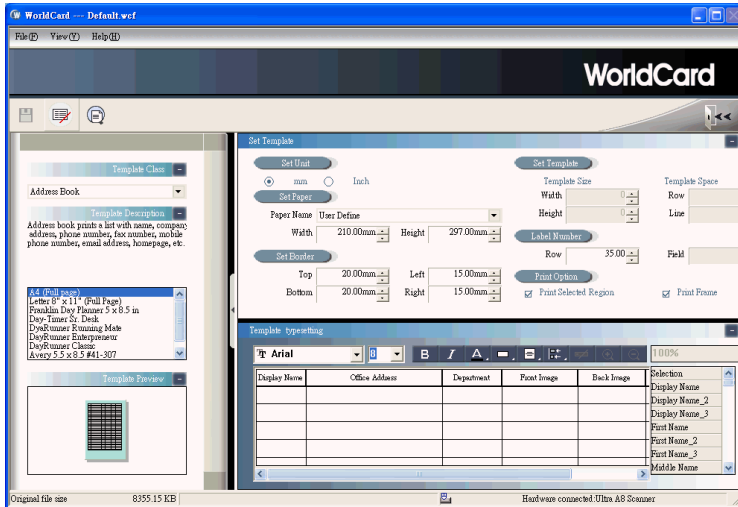 WorldCard --- Default.wcf
File(F) View(V) Help(H)
WorldCard
Template Class
Address Book
Template Description
Address book prints a list with name, company
address, phone number, fax number, mobile
phone number, email address, homepage, etc.
A4 (Full page)
Letter 8" x 11" (Full Page)
Franklin Day Planner 5 x 8.5 in
Day-Timer Sr. Desk
DyaRunner Running Mate
DayRunner Enterpreneur
DayRunner Classic
Avery 5.5 x 8.5 #41-307
Template Preview
Set Template
Set Unit
mm Inch
Set Paper
Paper Name User Define
Width 210.00mm Height 297.00mm
Set Border
Top 20.00mm Left 15.00mm
Bottom 20.00mm Right 15.00mm
Set Template
Template Size Template Space
Width 0 Row
Height 0 Line
Label Number
Row 35.00 Field
Print Option
Print Selected Region Print Frame
Template typesetting
Arial 8 B I A 100%
Display Name Office Address Department Front Image Back Image
Selection
Display Name
Display Name_2
Display Name_3
First Name
First Name_2
First Name_3
Middle Name
Original file size 8355.15 KB Hardware connected:Ultra A8 Scanner